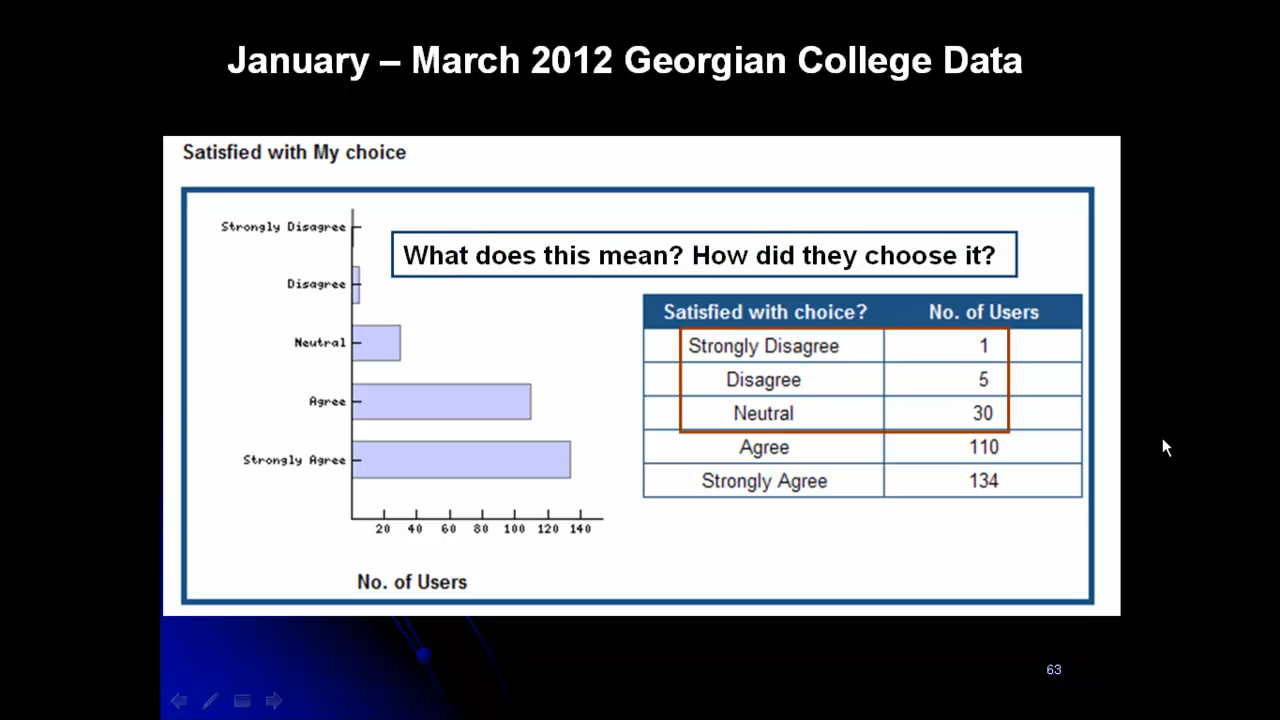 January – March 2012 Georgian College Data
Satisfied with My choice
What does this mean? How did they choose it?
Strongly Disagree
Disagree
Neutral
Agree
Strongly Agree
20 40 60 80 100 120 140
No. of Users
Satisfied with choice? No. of Users
Strongly Disagree 1
Disagree 5
Neutral 30
Agree 110
Strongly Agree 134
63